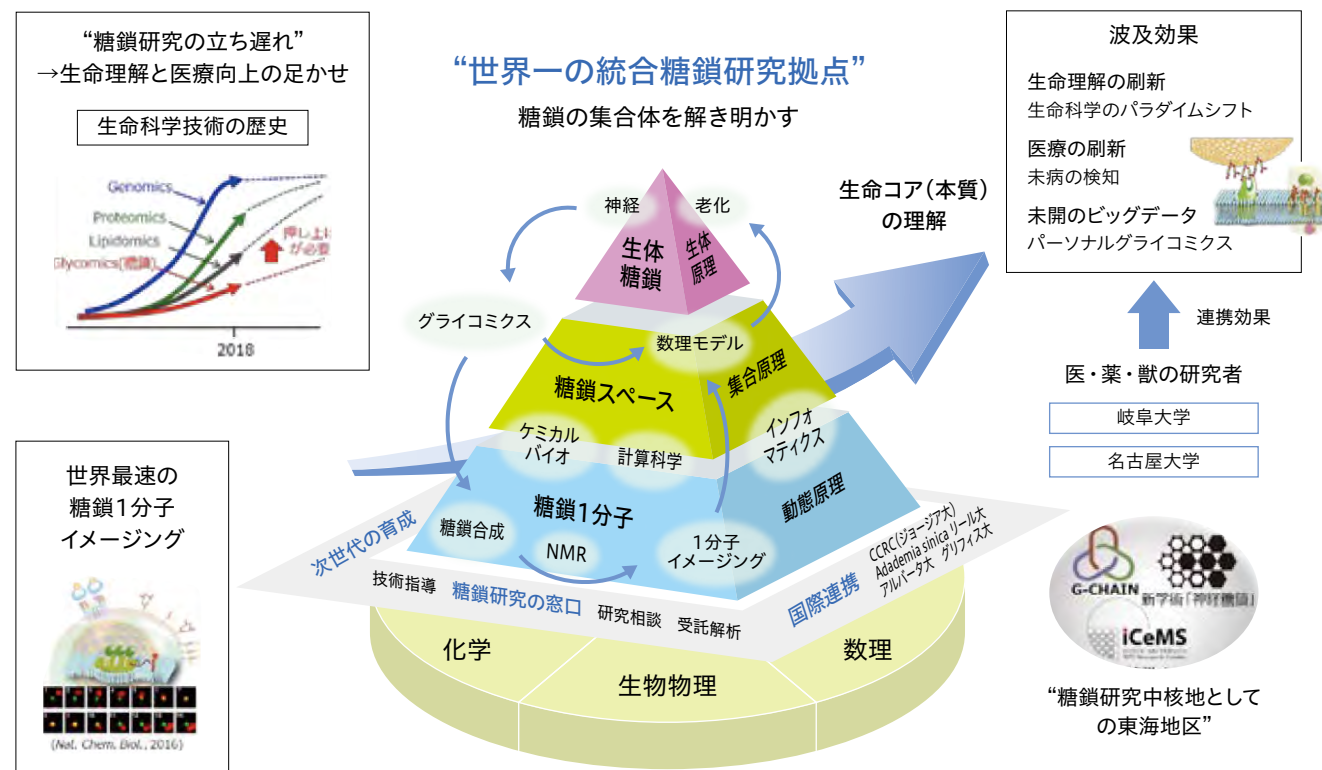 “糖鎖研究の立ち遅れ”
→生命理解と医療向上の足かせ
生命科学技術の歴史
Genomics
Proteomics
Lipidomics
Glycomics(糖鎖)
押し上げ
が必要
2018
世界最速の
糖鎖1分子
イメージング
(Nat. Chem. Biol., 2016)
“世界一の統合糖鎖研究拠点”
糖鎖の集合体を解き明かす
神経
老化
生体
糖鎖
生体
原理
グライコミクス
数理モデル
糖鎖スペース
集合原理
ケミカル
バイオ
計算科学
インフォ
マティクス
糖鎖1分子
動態原理
糖鎖合成
NMR
1分子
イメージング
次世代の育成
技術指導
糖鎖研究の窓口
研究相談
受託解析
国際連携
CCRC(ジョージア大)
Adademia sinica リール大
アルバータ大 グリフィス大
化学
生物物理
数理
生命コア(本質)
の理解
波及効果
生命理解の刷新
生命科学のパラダイムシフト
医療の刷新
未病の検知
未開のビッグデータ
パーソナルグライコミクス
連携効果
医・薬・獣の研究者
岐阜大学
名古屋大学
G-CHAIN
新学術「神経糖鎖」
iCeMS
“糖鎖研究中核地として
の東海地区”